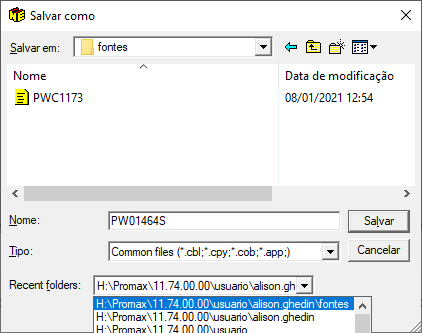 Salvar como
Salvar em: fontes
Nome Data de modificação
PWC1173 08/01/2021 12:54
Nome: PW01464S Salvar
Tipo: Common files (*.cbl;*.cpy;*.cob;*.app;) Cancelar
Recent folders: H:\Promax\11.74.00.00\usuario\alison.gh
H:\Promax\11.74.00.00\usuario\alison.ghedin\fontes
H:\Promax\11.74.00.00\usuario\alison.ghedin
H:\Promax\11.74.00.00\usuario